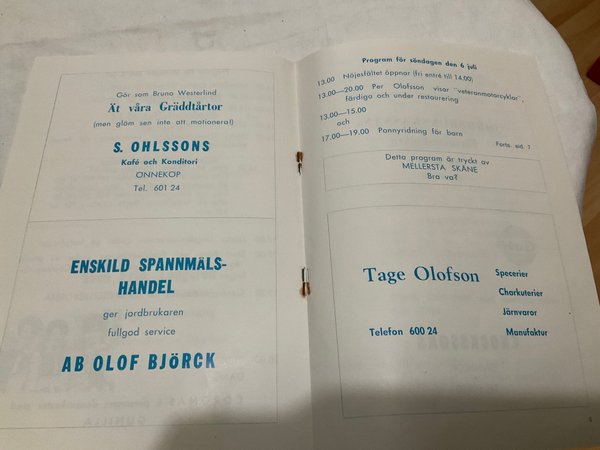 Gör som Bruno Westerlind
Ät våra Gräddtårtor
(men glöm sen inte att motionera!)
S. OHLSSONS
Kafé och Konditori
ONNEKOP
Tel. 601 24
ENSKILD SPANNMÅLS-
HANDEL
ger jordbrukaren
fullgod service
AB OLOF BJÖRCK
Program för söndagen den 6 juli
13.00 Nöjesfältet öppnar (fri entré till 14.00)
13.00—20.00 Per Olofsson visar "veteranmotorcyklar",
färdiga och under restaurering
13.00—15.00
och
17.00—19.00 Ponnyridning för barn
Forts. sid. 7
Detta program är tryckt av
MELLERSTA SKÅNE
Bra va?
Tage Olofson
Specerier
Charkuterier
Järnvaror
Telefon 600 24 Manufaktur